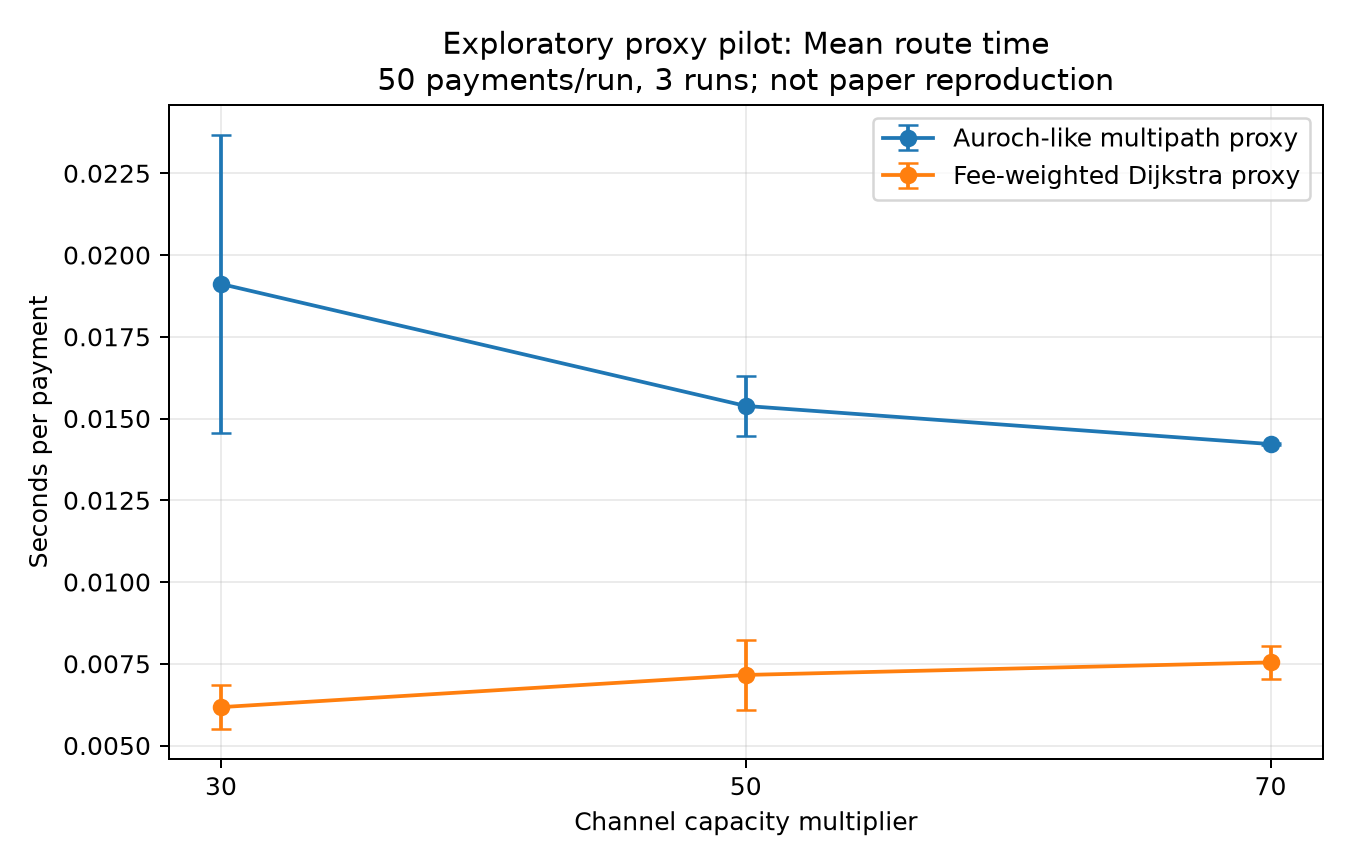 Exploratory proxy pilot: Mean route time
50 payments/run, 3 runs; not paper reproduction
Auroch-like multipath proxy
Fee-weighted Dijkstra proxy
Seconds per payment
0.0225
0.0200
0.0175
0.0150
0.0125
0.0100
0.0075
0.0050
30
50
70
Channel capacity multiplier